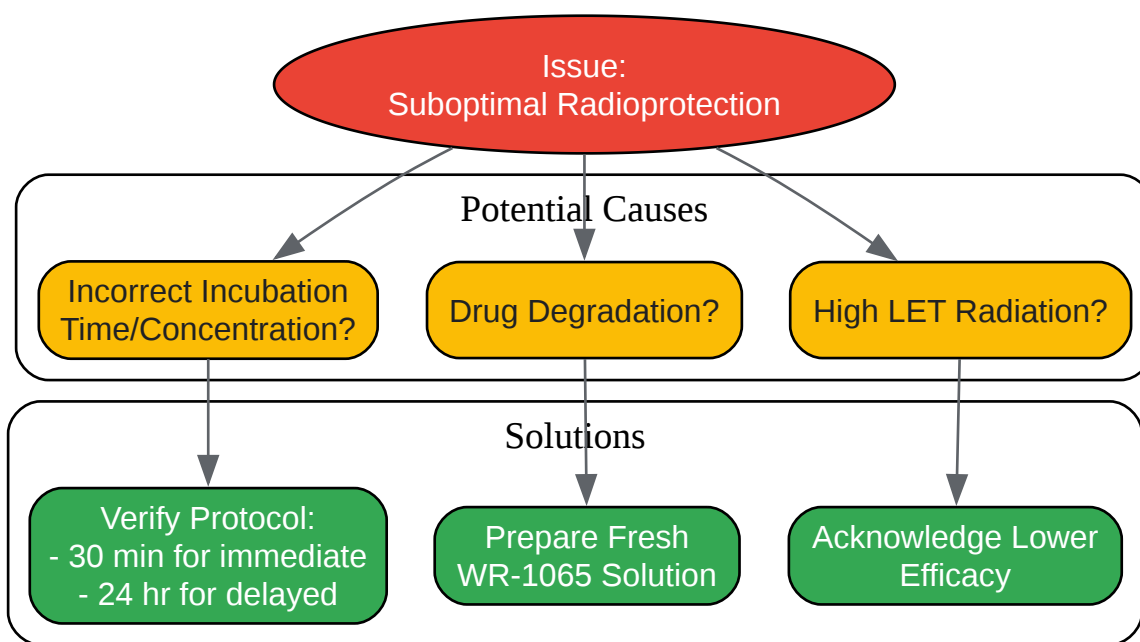 Issue:
Suboptimal Radioprotection
Potential Causes
Incorrect Incubation
Time/Concentration?
Drug Degradation?
High LET Radiation?
Solutions
Verify Protocol:
- 30 min for immediate
- 24 hr for delayed
Prepare Fresh
WR-1065 Solution
Acknowledge Lower
Efficacy